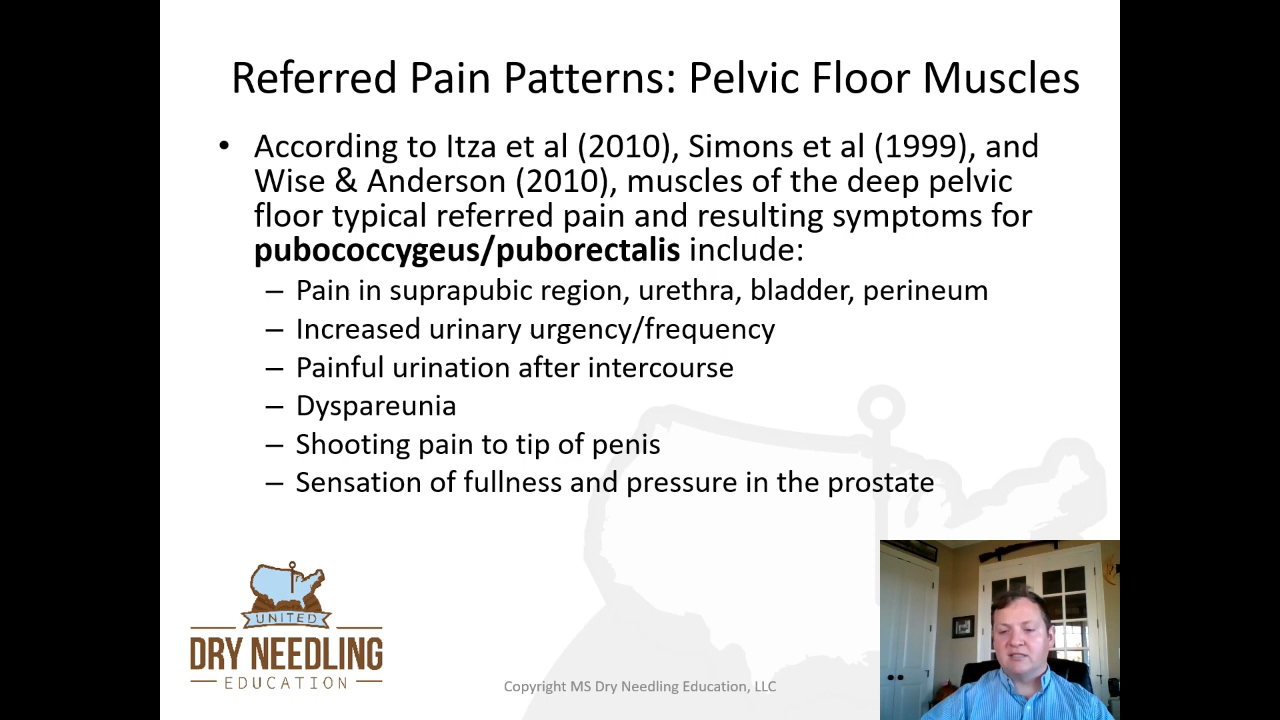 Referred Pain Patterns: Pelvic Floor Muscles
• According to Itza et al (2010), Simons et al (1999), and
Wise & Anderson (2010), muscles of the deep pelvic
floor typical referred pain and resulting symptoms for
pubococcygeus/puborectalis include:
– Pain in suprapubic region, urethra, bladder, perineum
– Increased urinary urgency/frequency
– Painful urination after intercourse
– Dyspareunia
– Shooting pain to tip of penis
– Sensation of fullness and pressure in the prostate
UNITED
DRY NEEDLING
EDUCATION
Copyright MS Dry Needling Education, LLC